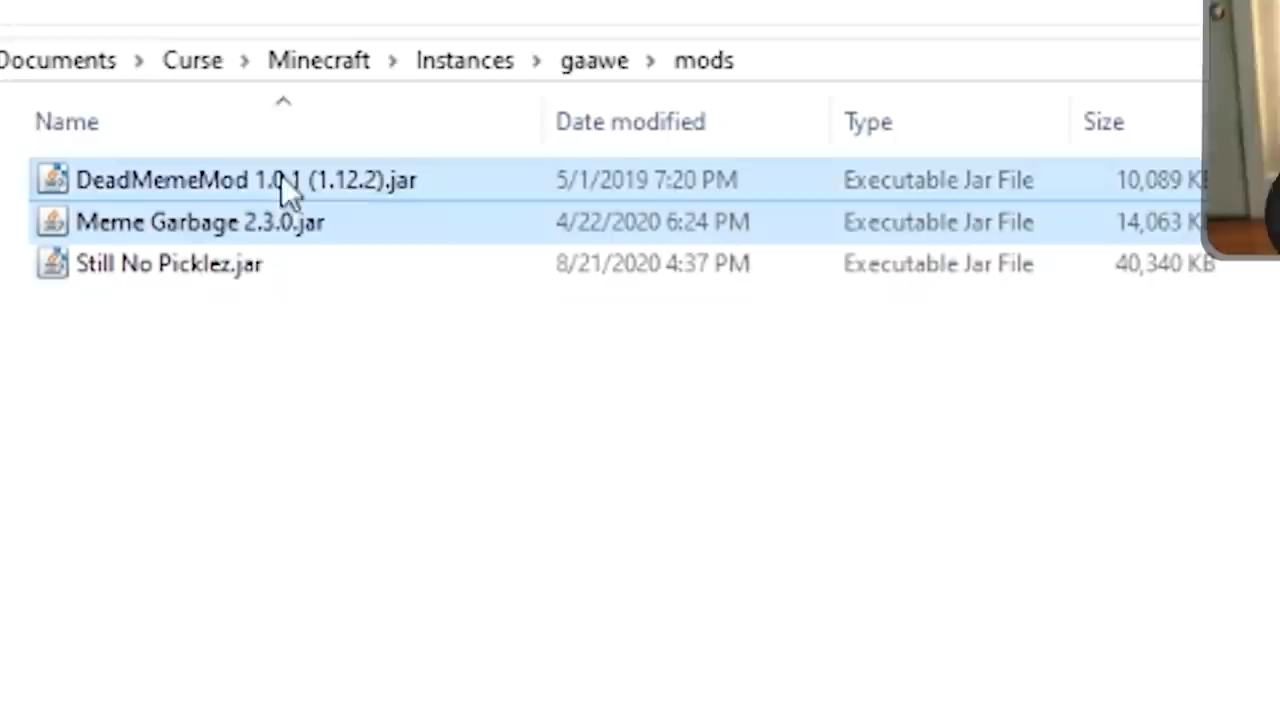 Documents > Curse > Minecraft > Instances > gaawe > mods
Name Date modified Type Size
DeadMemeMod 1.0.1 (1.12.2).jar 5/1/2019 7:20 PM Executable Jar File 10,089 KB
Meme Garbage 2.3.0.jar 4/22/2020 6:24 PM Executable Jar File 14,063 K
Still No Picklez.jar 8/21/2020 4:37 PM Executable Jar File 40,340 KB